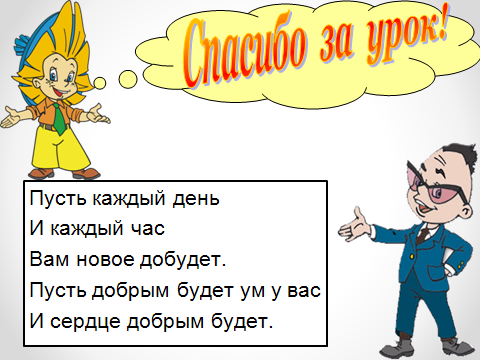 Спасибо за урок!
Пусть каждый день
И каждый час
Вам новое добудет.
Пусть добрым будет ум у вас
И сердце добрым будет.